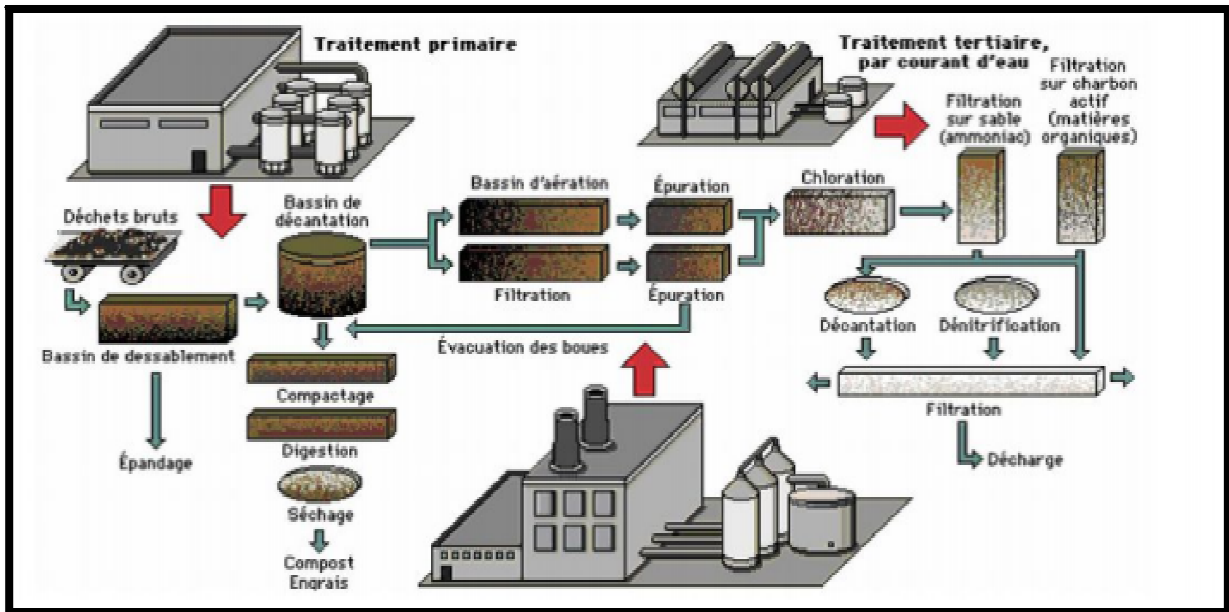 Traitement primaire
Traitement tertiaire,
par courant d'eau
Filtration
sur charbon
actif
(matières
organiques)
Filtration
sur sable
(ammoniac)
Déchets bruts
Bassin de
décantation
Bassin d'aération
Épuration
Chloration
Filtration
Épuration
Bassin de dessablement
Évacuation des boues
Décantation
Dénitrification
Compactage
Filtration
Digestion
Épandage
Décharge
Séchage
Compost
Engrais